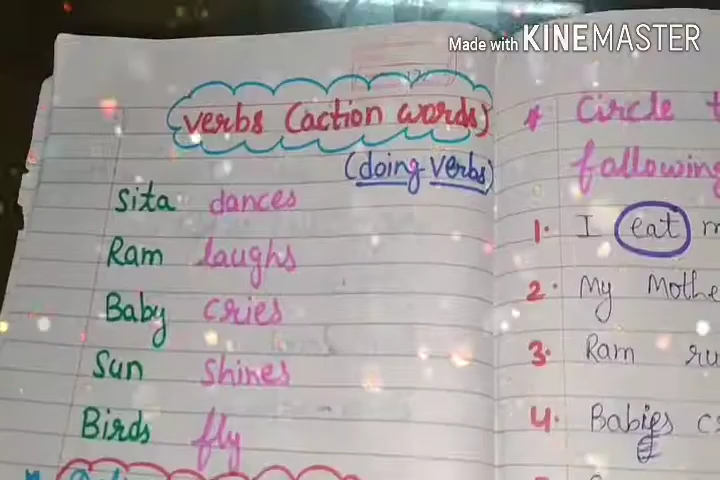 Made with KINEMASTER
verbs (action words)
(doing verbs)
Sita dances
Ram laughs
Baby cries
Sun shines
Birds fly
* Circle t
following
1. I eat m
2. My Mothe
3. Ram ru
4. Babies c